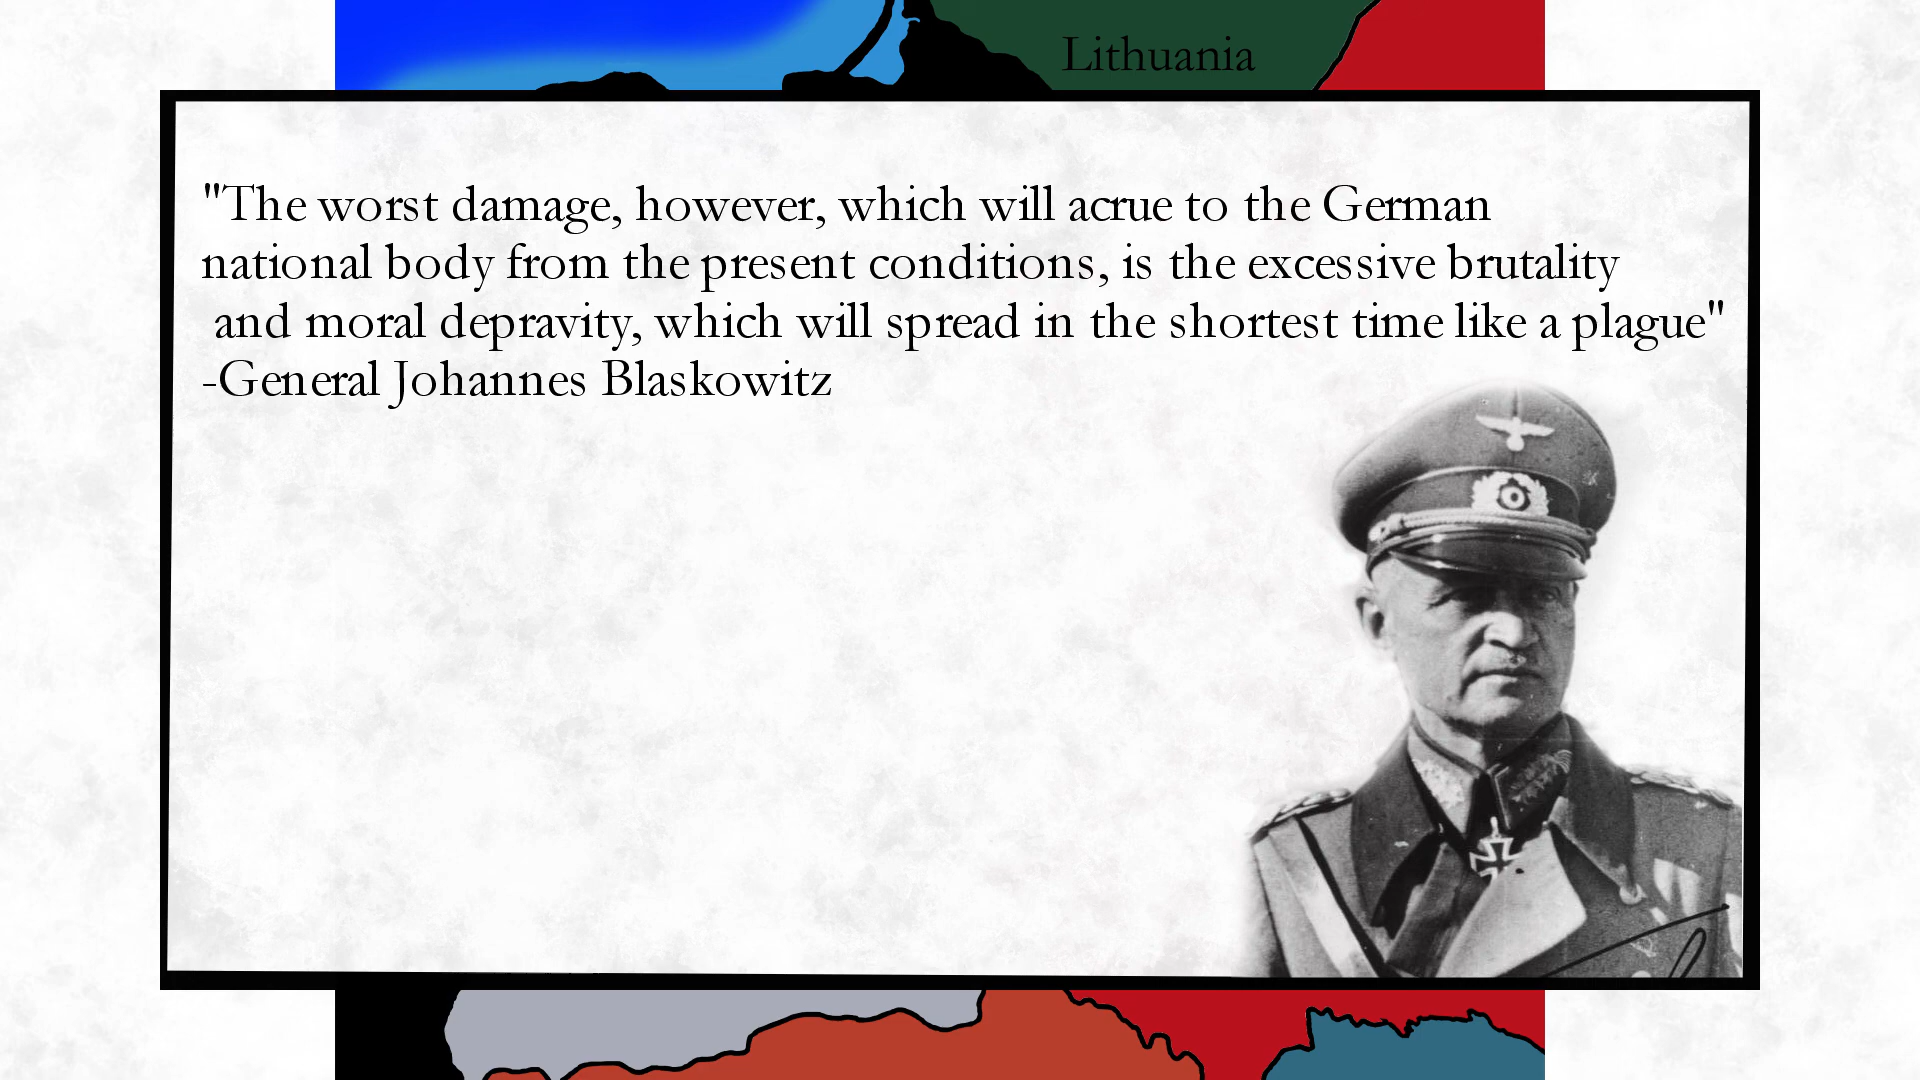 Lithuania
"The worst damage, however, which will acrue to the German
national body from the present conditions, is the excessive brutality
and moral depravity, which will spread in the shortest time like a plague"
-General Johannes Blaskowitz